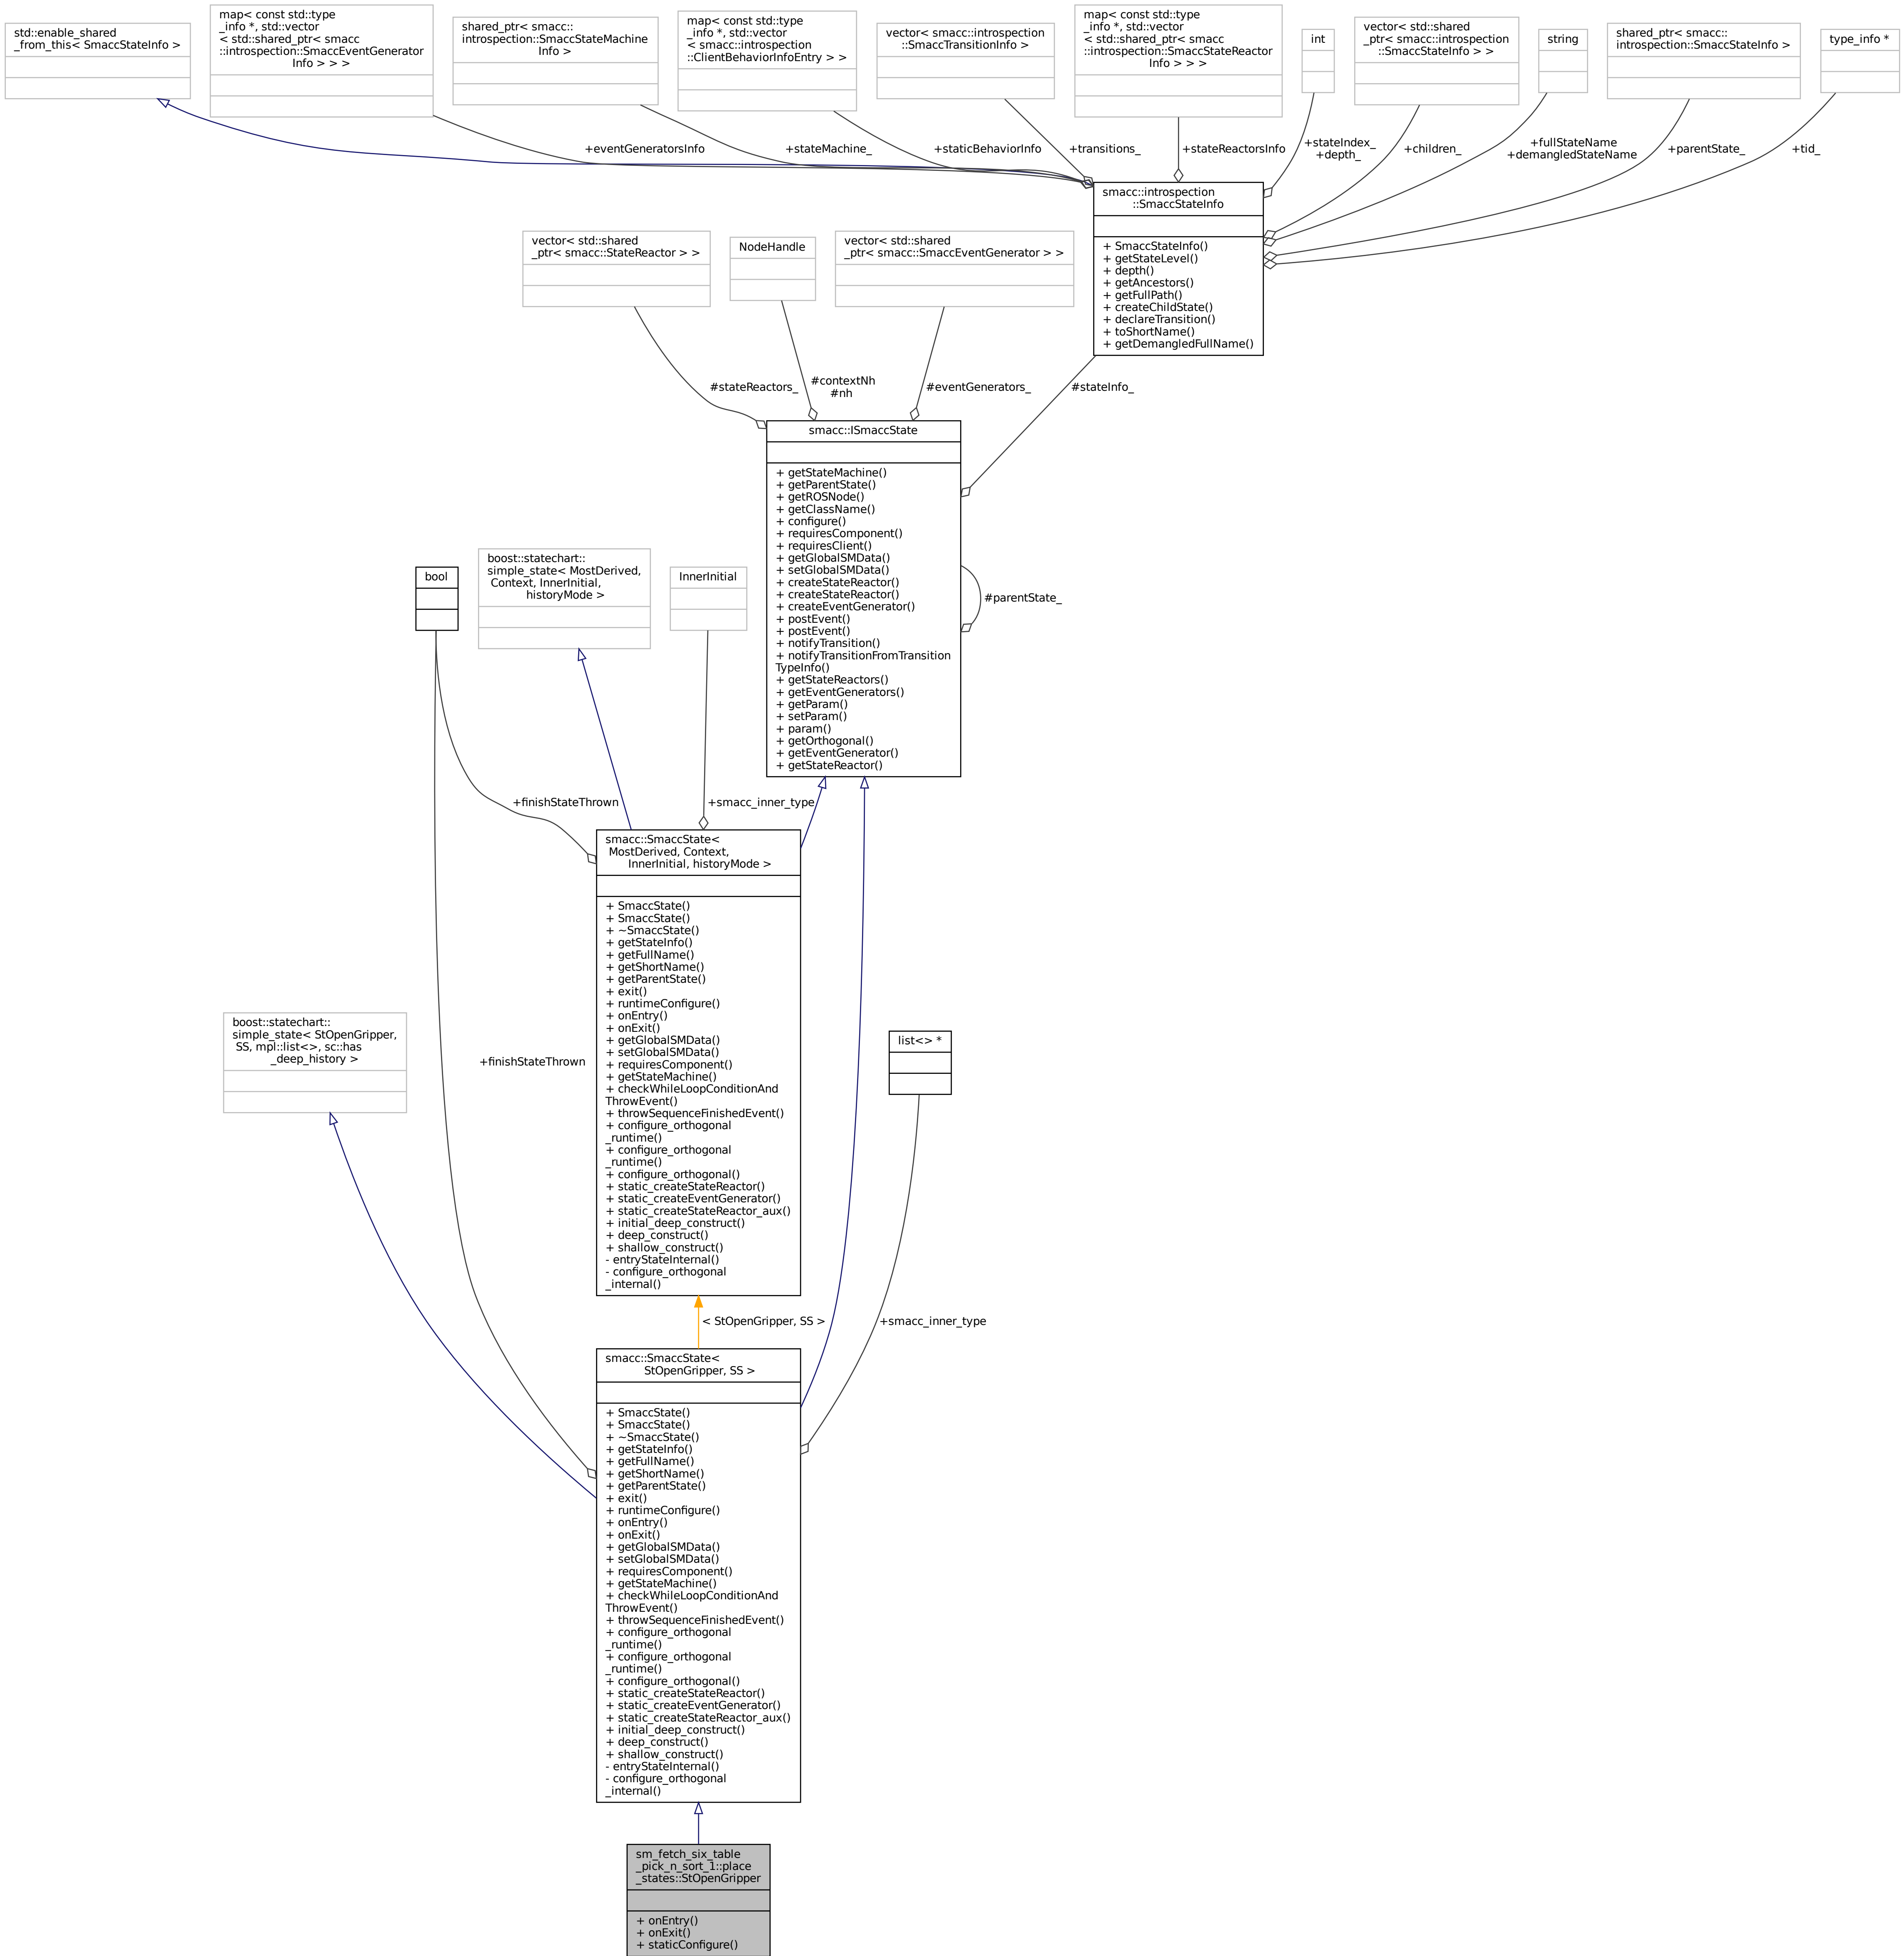 std::enable_shared
_from_this< SmaccStateInfo >
map< const std::type
_info *, std::vector
< std::shared_ptr< smacc
::introspection::SmaccEventGenerator
Info > > >
shared_ptr< smacc::
introspection::SmaccStateMachine
Info >
map< const std::type
_info *, std::vector
< smacc::introspection
::ClientBehaviorInfoEntry > >
vector< smacc::introspection
::SmaccTransitionInfo >
map< const std::type
_info *, std::vector
< std::shared_ptr< smacc
::introspection::SmaccStateReactor
Info > > >
int
vector< std::shared
_ptr< smacc::introspection
::SmaccStateInfo > >
string
shared_ptr< smacc::
introspection::SmaccStateInfo >
type_info *
+eventGeneratorsInfo
+stateMachine_
+staticBehaviorInfo
+transitions_
+stateReactorsInfo
+stateIndex_
+depth_
+children_
+fullStateName
+demangledStateName
+parentState_
+tid_
smacc::introspection
::SmaccStateInfo
+ SmaccStateInfo()
+ getStateLevel()
+ depth()
+ getAncestors()
+ getFullPath()
+ createChildState()
+ declareTransition()
+ toShortName()
+ getDemangledFullName()
vector< std::shared
_ptr< smacc::StateReactor > >
NodeHandle
vector< std::shared
_ptr< smacc::SmaccEventGenerator > >
#stateReactors_
#contextNh
#nh
#eventGenerators_
#stateInfo_
smacc::ISmaccState
+ getStateMachine()
+ getParentState()
+ getROSNode()
+ getClassName()
+ configure()
+ requiresComponent()
+ requiresClient()
+ getGlobalSMData()
+ setGlobalSMData()
+ createStateReactor()
+ createStateReactor()
+ createEventGenerator()
+ postEvent()
+ postEvent()
+ notifyTransition()
+ notifyTransitionFromTransition
TypeInfo()
+ getStateReactors()
+ getEventGenerators()
+ getParam()
+ setParam()
+ param()
+ getOrthogonal()
+ getEventGenerator()
+ getStateReactor()
#parentState_
bool
boost::statechart::
simple_state< MostDerived,
Context, InnerInitial,
historyMode >
InnerInitial
+finishStateThrown
+smacc_inner_type
smacc::SmaccState<
MostDerived, Context,
InnerInitial, historyMode >
+ SmaccState()
+ SmaccState()
+ ~SmaccState()
+ getStateInfo()
+ getFullName()
+ getShortName()
+ getParentState()
+ exit()
+ runtimeConfigure()
+ onEntry()
+ onExit()
+ getGlobalSMData()
+ setGlobalSMData()
+ requiresComponent()
+ getStateMachine()
+ checkWhileLoopConditionAnd
ThrowEvent()
+ throwSequenceFinishedEvent()
+ configure_orthogonal
_runtime()
+ configure_orthogonal
_runtime()
+ configure_orthogonal()
+ static_createStateReactor()
+ static_createEventGenerator()
+ static_createStateReactor_aux()
+ initial_deep_construct()
+ deep_construct()
+ shallow_construct()
- entryStateInternal()
- configure_orthogonal
_internal()
boost::statechart::
simple_state< StOpenGripper,
SS, mpl::list<>, sc::has
_deep_history >
+finishStateThrown
list<> *
< StOpenGripper, SS >
+smacc_inner_type
smacc::SmaccState<
StOpenGripper, SS >
+ SmaccState()
+ SmaccState()
+ ~SmaccState()
+ getStateInfo()
+ getFullName()
+ getShortName()
+ getParentState()
+ exit()
+ runtimeConfigure()
+ onEntry()
+ onExit()
+ getGlobalSMData()
+ setGlobalSMData()
+ requiresComponent()
+ getStateMachine()
+ checkWhileLoopConditionAnd
ThrowEvent()
+ throwSequenceFinishedEvent()
+ configure_orthogonal
_runtime()
+ configure_orthogonal
_runtime()
+ configure_orthogonal()
+ static_createStateReactor()
+ static_createEventGenerator()
+ static_createStateReactor_aux()
+ initial_deep_construct()
+ deep_construct()
+ shallow_construct()
- entryStateInternal()
- configure_orthogonal
_internal()
sm_fetch_six_table
_pick_n_sort_1::place
_states::StOpenGripper
+ onEntry()
+ onExit()
+ staticConfigure()